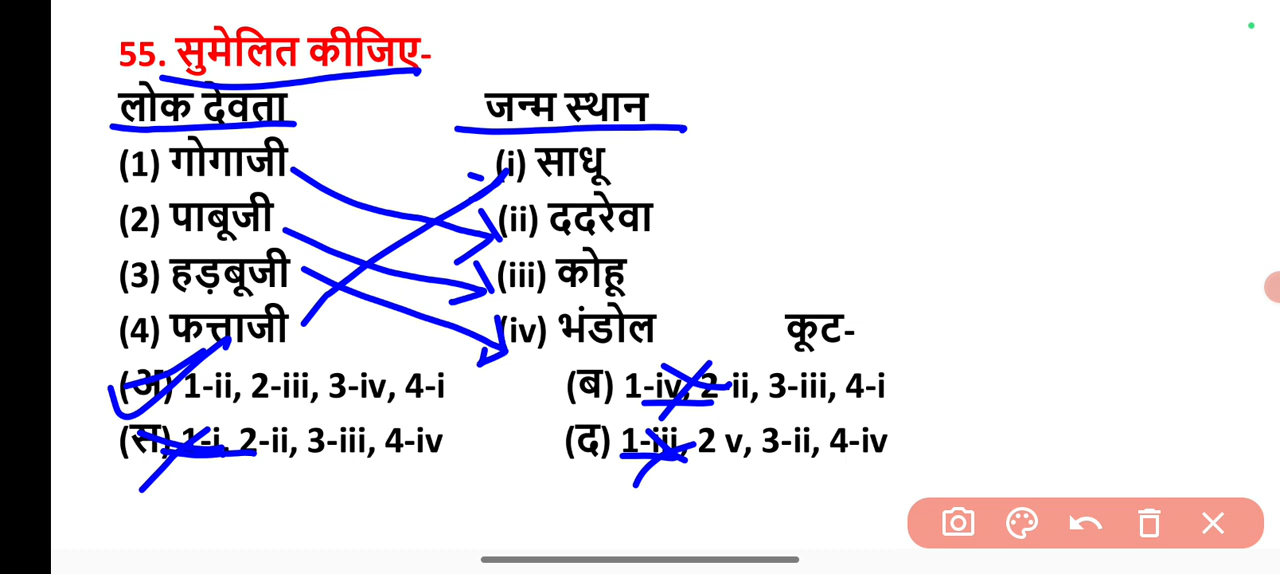 55. सुमेलित कीजिए-
लोक देवता जन्म स्थान
(1) गोगाजी (i) साधू
(2) पाबूजी (ii) ददरेवा
(3) हड़बूजी (iii) कोहू
(4) फत्ताजी (iv) भंडोल कूट-
(अ) 1-ii, 2-iii, 3-iv, 4-i (ब) 1-iv, 2-ii, 3-iii, 4-i
(स) 1-i, 2-ii, 3-iii, 4-iv (द) 1-iii, 2 v, 3-ii, 4-iv